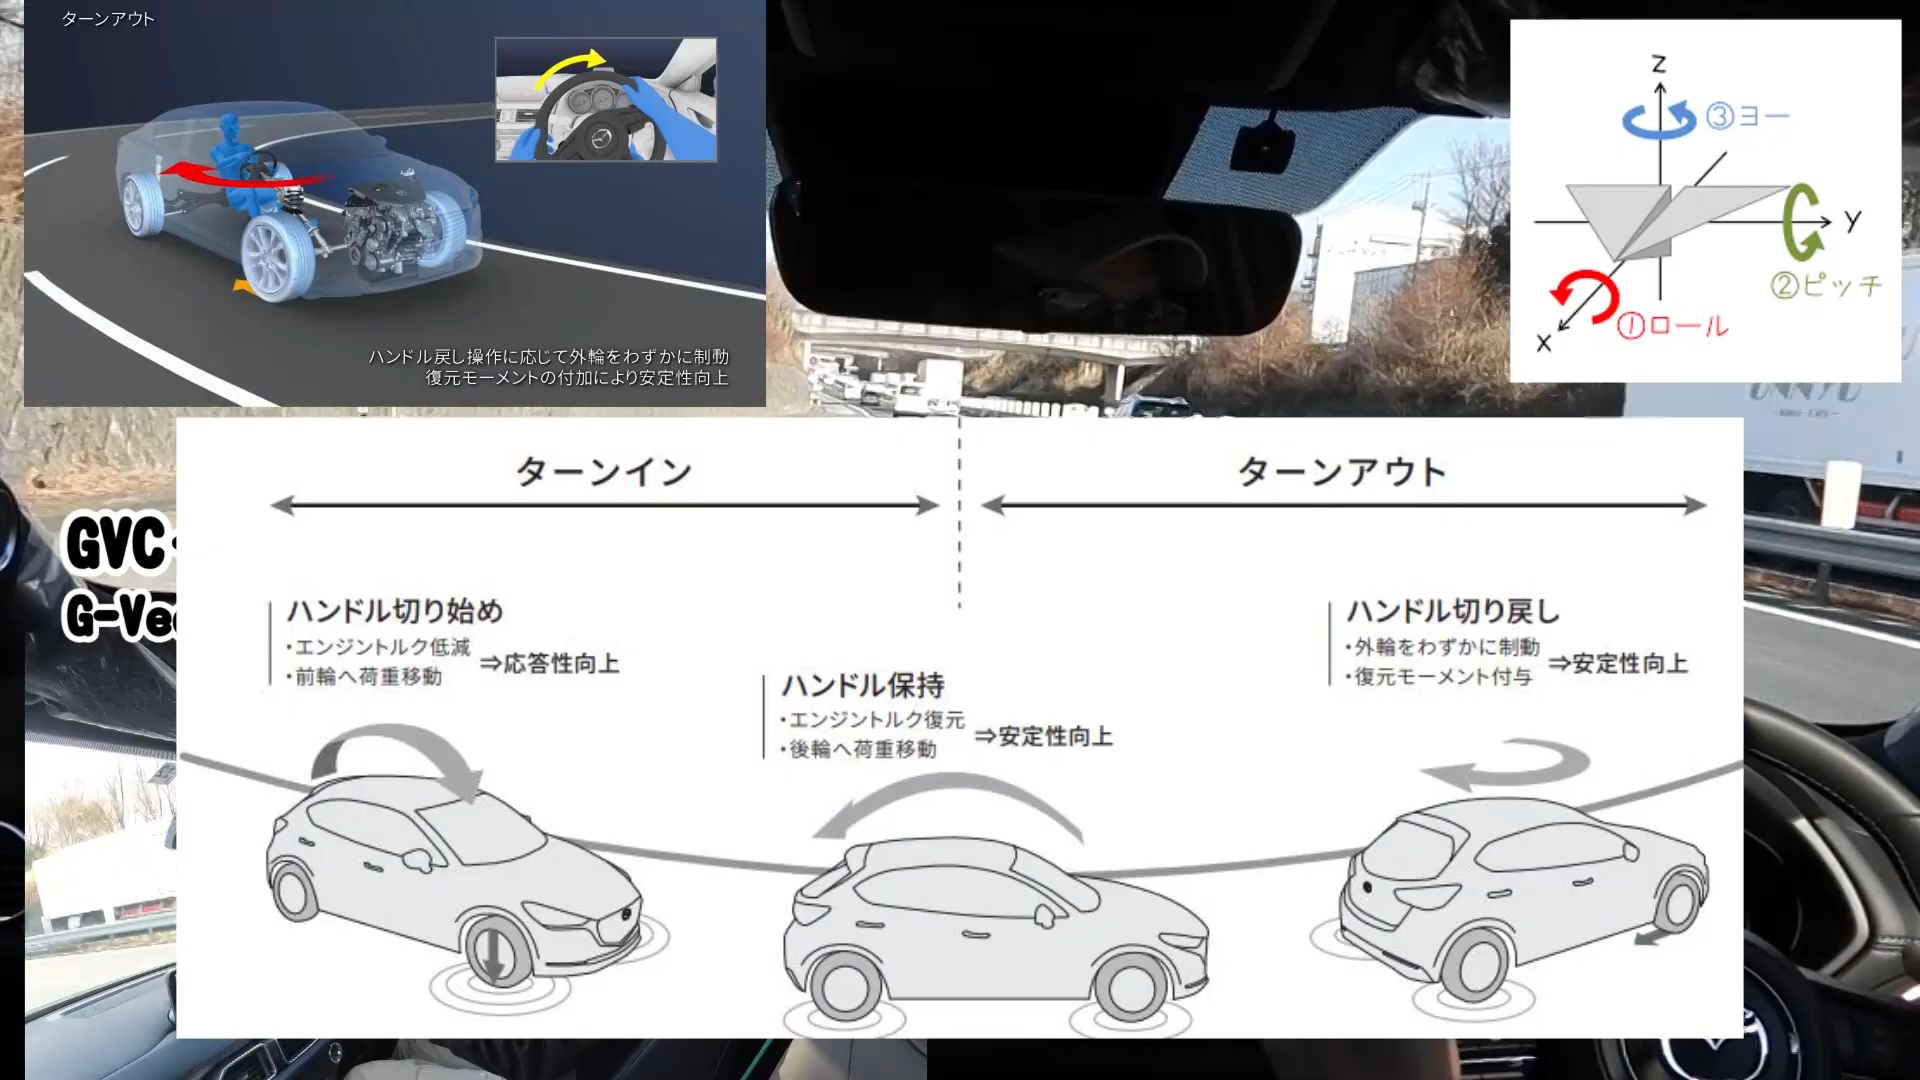 ターンアウト
ハンドル戻し操作に応じて外輪をわずかに制動
復元モーメントの付加により安定性向上
Z
③ヨー
Y
②ピッチ
①ロール
X
GVC
G-Vec
ターンイン
ターンアウト
ハンドル切り始め
・エンジントルク低減
・前輪へ荷重移動
⇒応答性向上
ハンドル保持
・エンジントルク復元
・後輪へ荷重移動
⇒安定性向上
ハンドル切り戻し
・外輪をわずかに制動
・復元モーメント付与
⇒安定性向上